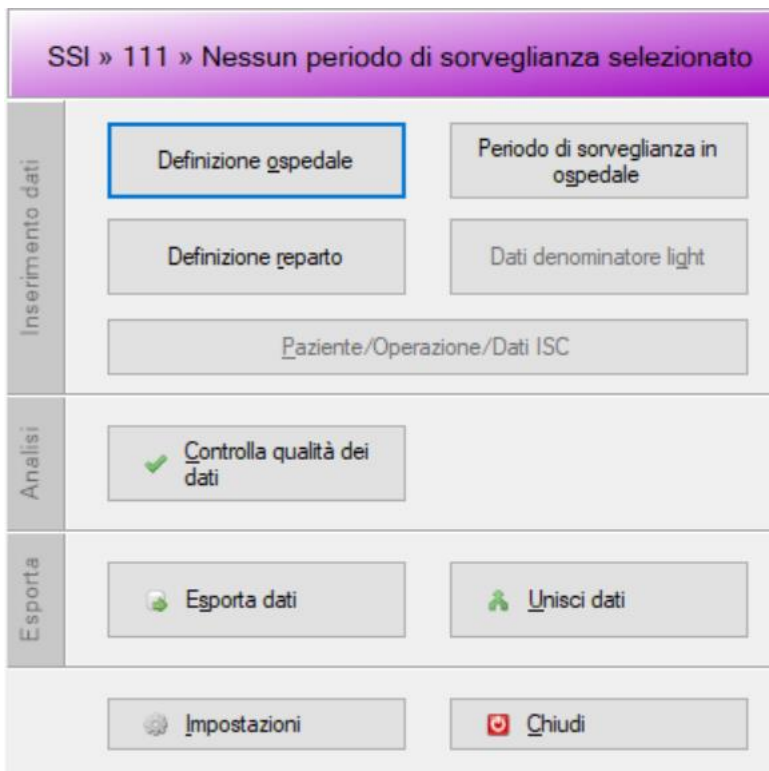 SSI » 111 » Nessun periodo di sorveglianza selezionato
Inserimento dati
Definizione ospedale
Periodo di sorveglianza in
ospedale
Definizione reparto
Dati denominatore light
Paziente/Operazione/Dati ISC
Analisi
Controlla qualità dei
dati
Esporta
Esporta dati
Unisci dati
Impostazioni
Chiudi